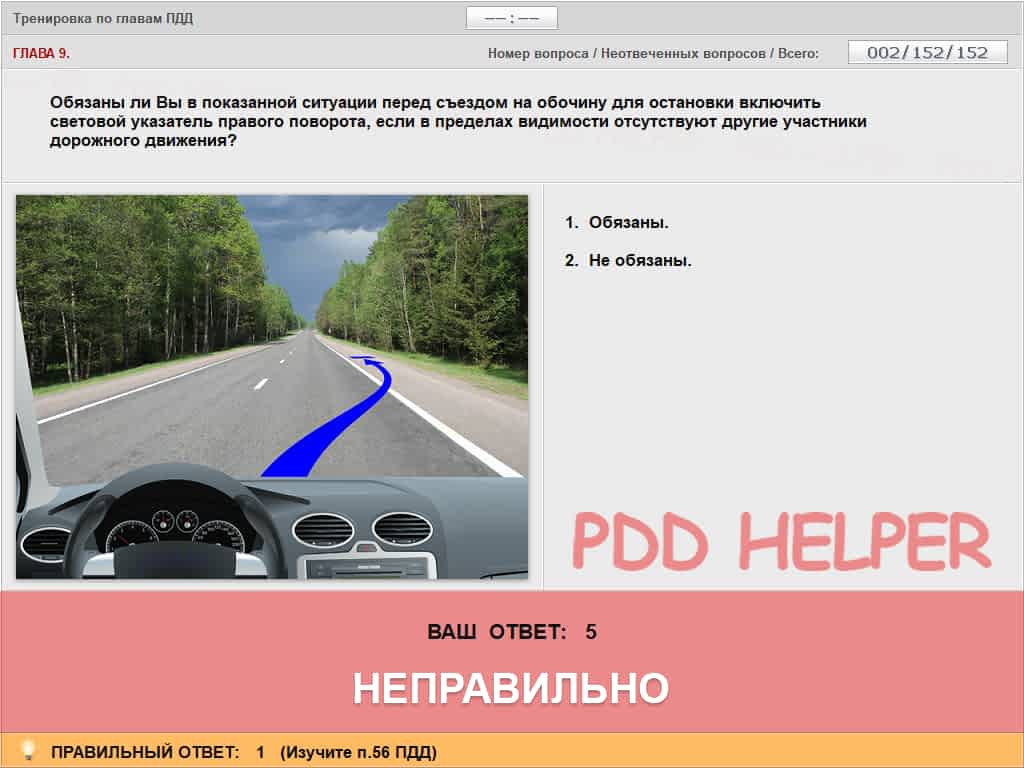 Тренировка по главам ПДД
–– : ––
ГЛАВА 9.
Номер вопроса / Неотвеченных вопросов / Всего:
002/152/152
Обязаны ли Вы в показанной ситуации перед съездом на обочину для остановки включить
световой указатель правого поворота, если в пределах видимости отсутствуют другие участники
дорожного движения?
1. Обязаны.
2. Не обязаны.
PDD HELPER
ВАШ ОТВЕТ: 5
НЕПРАВИЛЬНО
ПРАВИЛЬНЫЙ ОТВЕТ: 1 (Изучите п.56 ПДД)